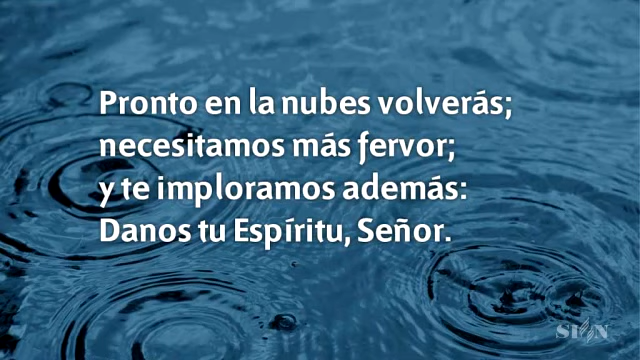 Pronto en la nubes volverás;
necesitamos más fervor;
y te imploramos además:
Danos tu Espíritu, Señor.